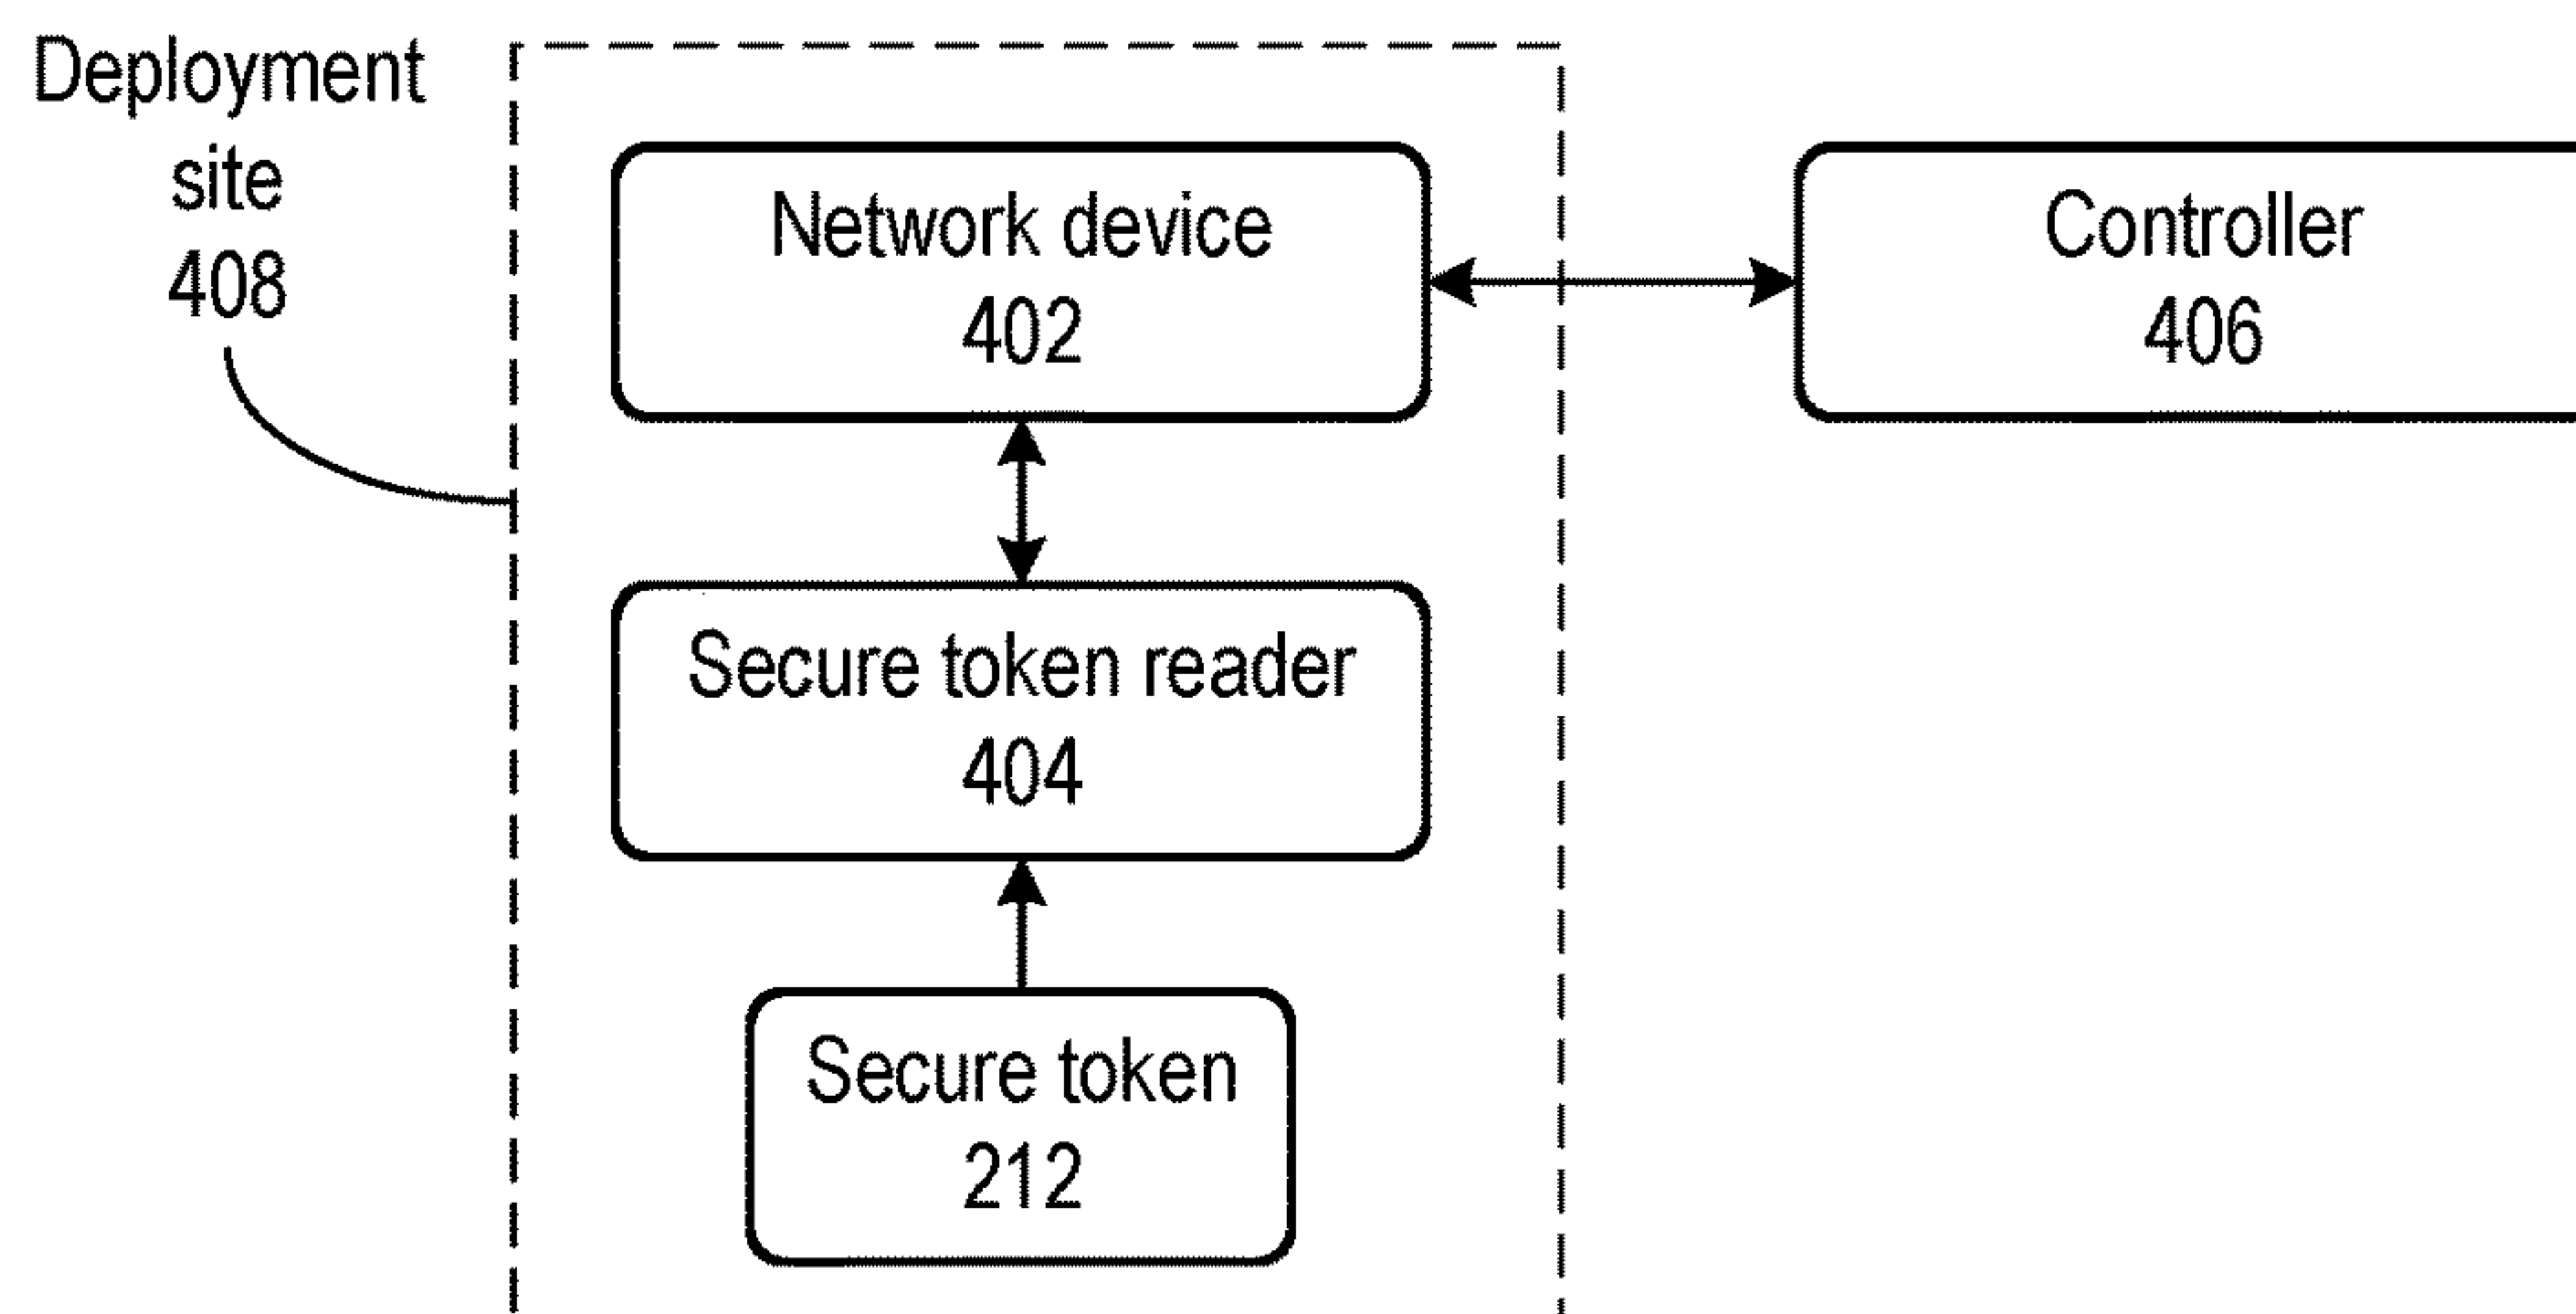 Deployment
site
408
Network device
402
Controller
406
Secure token reader
404
Secure token
212